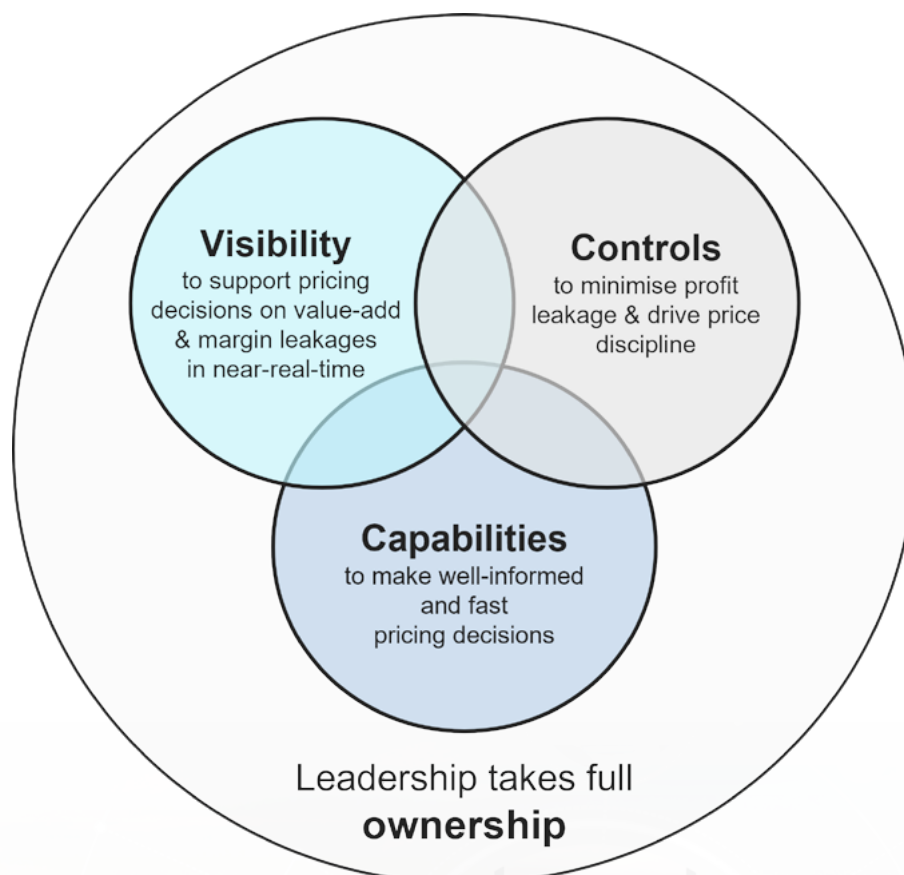 Visibility
to support pricing
decisions on value-add
& margin leakages
in near-real-time
Controls
to minimise profit
leakage & drive price
discipline
Capabilities
to make well-informed
and fast
pricing decisions
Leadership takes full
ownership